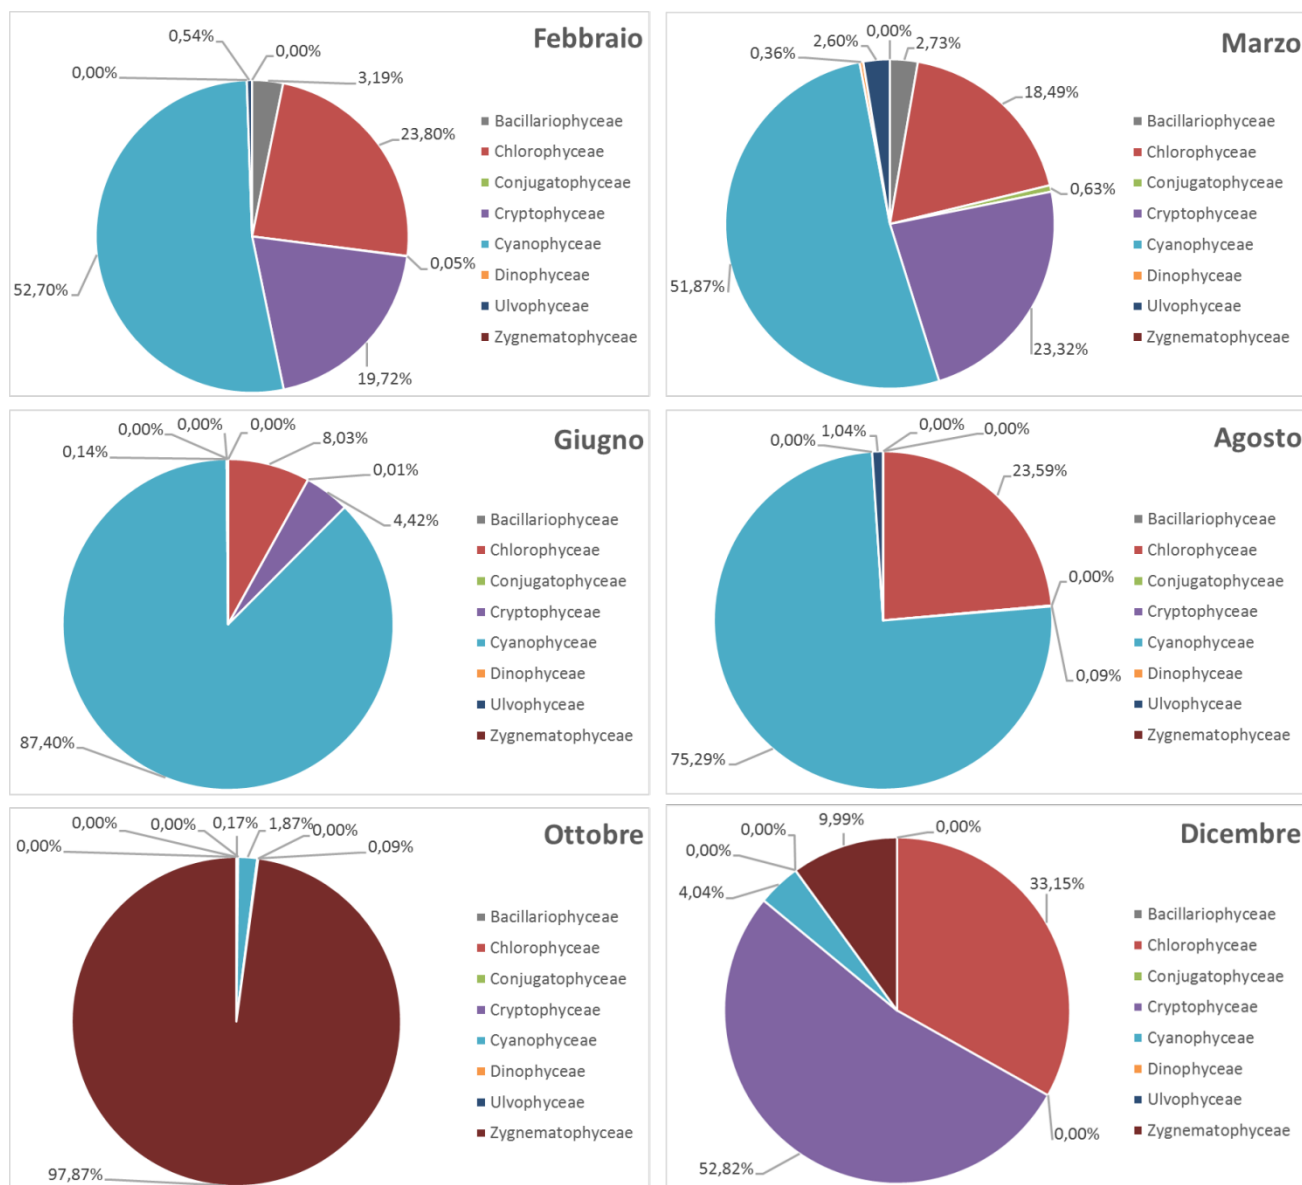 Febbraio
0,54%
0,00%
0,00%
3,19%
23,80%
0,05%
52,70%
19,72%
Bacillariophyceae
Chlorophyceae
Conjugatophyceae
Cryptophyceae
Cyanophyceae
Dinophyceae
Ulvophyceae
Zygnematophyceae
Marzo
0,00%
2,60%
2,73%
0,36%
18,49%
0,63%
51,87%
23,32%
Bacillariophyceae
Chlorophyceae
Conjugatophyceae
Cryptophyceae
Cyanophyceae
Dinophyceae
Ulvophyceae
Zygnematophyceae
Giugno
0,00%
0,00%
0,00%
0,14%
8,03%
0,01%
4,42%
87,40%
Bacillariophyceae
Chlorophyceae
Conjugatophyceae
Cryptophyceae
Cyanophyceae
Dinophyceae
Ulvophyceae
Zygnematophyceae
Agosto
0,00%
1,04%
0,00%
0,00%
23,59%
0,00%
0,09%
75,29%
Bacillariophyceae
Chlorophyceae
Conjugatophyceae
Cryptophyceae
Cyanophyceae
Dinophyceae
Ulvophyceae
Zygnematophyceae
Ottobre
0,00%
0,00%
0,00%
0,17%
1,87%
0,00%
0,09%
97,87%
Bacillariophyceae
Chlorophyceae
Conjugatophyceae
Cryptophyceae
Cyanophyceae
Dinophyceae
Ulvophyceae
Zygnematophyceae
Dicembre
0,00%
0,00%
9,99%
0,00%
4,04%
33,15%
0,00%
52,82%
Bacillariophyceae
Chlorophyceae
Conjugatophyceae
Cryptophyceae
Cyanophyceae
Dinophyceae
Ulvophyceae
Zygnematophyceae